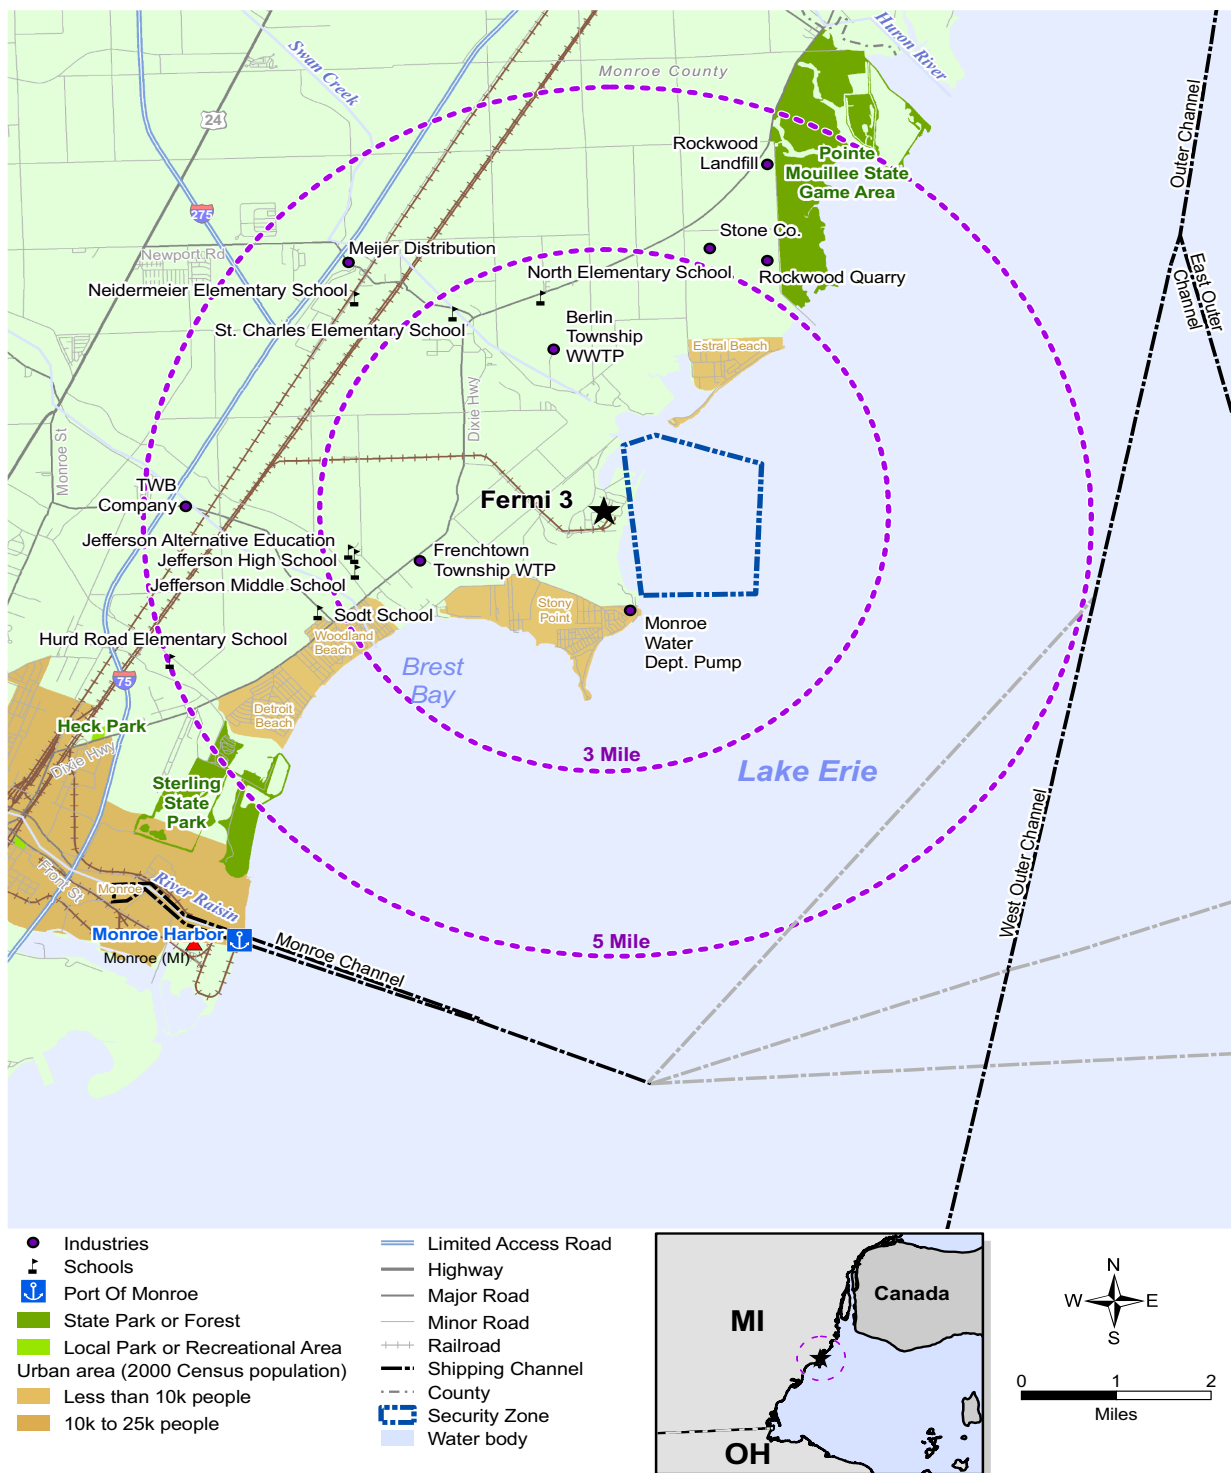 Huron River
Swan Creek
Monroe County
24
Outer Channel
Rockwood
Landfill
Pointe
Mouillee State
Game Area
275
Newport Rd
Meijer Distribution
Stone Co.
North Elementary School
Rockwood Quarry
East Outer
Channel
Neidermeier Elementary School
St. Charles Elementary School
Berlin
Township
WWTP
Estral Beach
Dixie Hwy
Monroe St
TWB
Company
Fermi 3
Jefferson Alternative Education
Jefferson High School
Jefferson Middle School
Frenchtown
Township WTP
Sodt School
Stony
Point
Monroe
Water
Dept. Pump
Hurd Road Elementary School
Woodland
Beach
Brest
Bay
75
Detroit
Beach
Heck Park
Dixie Hwy
3 Mile
Lake Erie
Sterling
State
Park
West Outer Channel
Front St
Monroe
River Raisin
Monroe Harbor
Monroe (MI)
Monroe Channel
5 Mile
Industries
Schools
Port Of Monroe
State Park or Forest
Local Park or Recreational Area
Urban area (2000 Census population)
Less than 10k people
10k to 25k people
Limited Access Road
Highway
Major Road
Minor Road
Railroad
Shipping Channel
County
Security Zone
Water body
MI
Canada
OH
N
W E
S
0 1 2
Miles